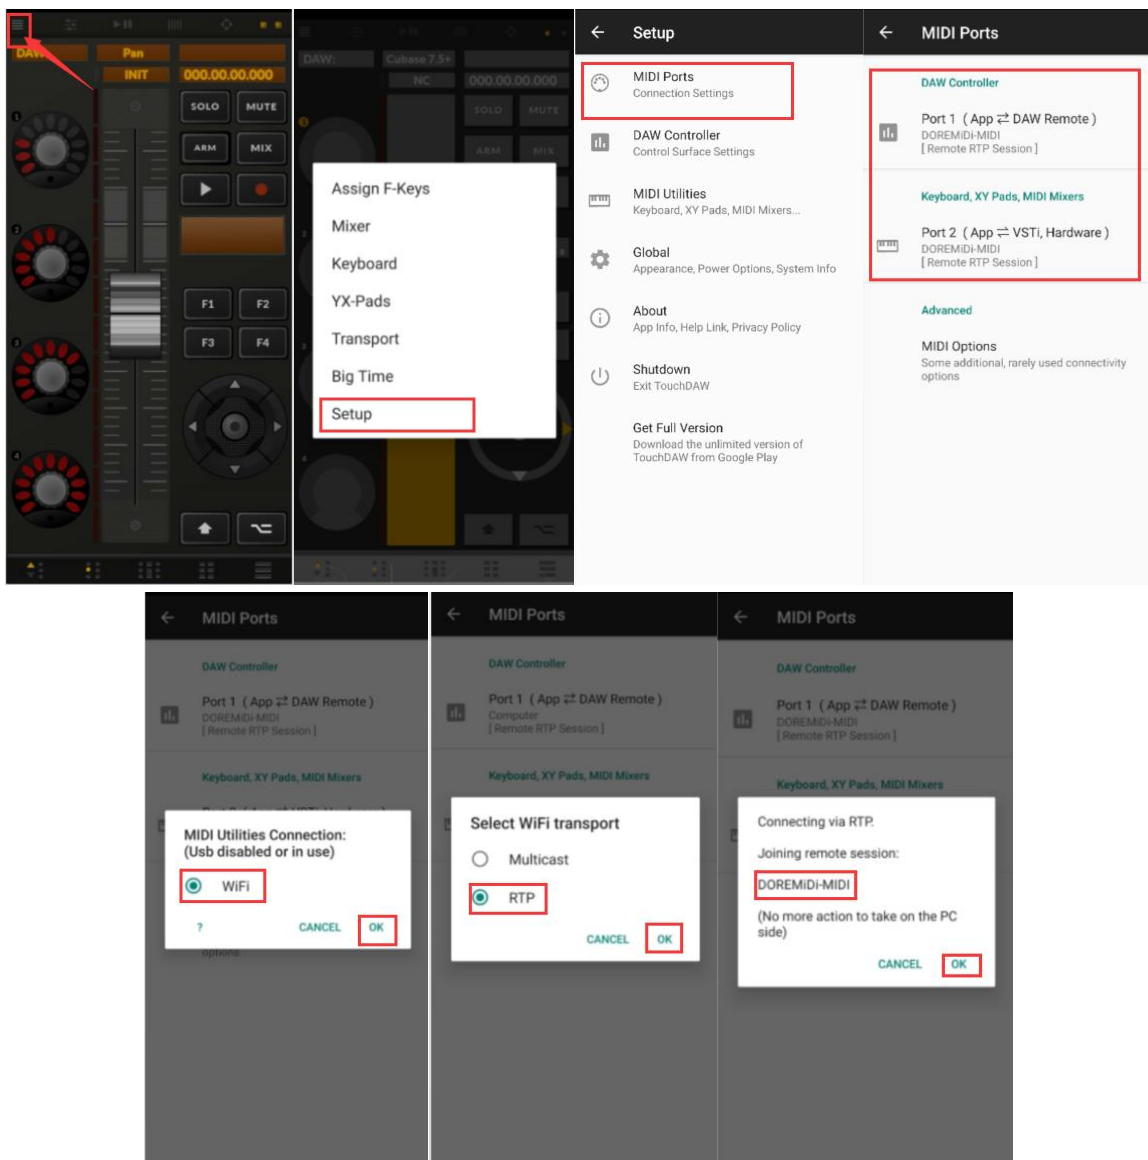 DAW:
Pan
INIT
000.00.00.000
SOLO
MUTE
ARM
MIX
F1
F2
F3
F4
1
2
3
4
DAW:
Cubase 7.5+
NC
000.00.00.000
SOLO
MUTE
ARM
MIX
Assign F-Keys
Mixer
Keyboard
YX-Pads
Transport
Big Time
Setup
Setup
MIDI Ports
Connection Settings
DAW Controller
Control Surface Settings
MIDI Utilities
Keyboard, XY Pads, MIDI Mixers...
Global
Appearance, Power Options, System Info
About
App Info, Help Link, Privacy Policy
Shutdown
Exit TouchDAW
Get Full Version
Download the unlimited version of
TouchDAW from Google Play
MIDI Ports
DAW Controller
Port 1 ( App ⇄ DAW Remote )
DOREMiDi-MIDI
[ Remote RTP Session ]
Keyboard, XY Pads, MIDI Mixers
Port 2 ( App ⇄ VSTi, Hardware )
DOREMiDi-MIDI
[ Remote RTP Session ]
Advanced
MIDI Options
Some additional, rarely used connectivity
options
MIDI Ports
DAW Controller
Port 1 ( App ⇄ DAW Remote )
DOREMiDi-MIDI
[ Remote RTP Session ]
Keyboard, XY Pads, MIDI Mixers
MIDI Utilities Connection:
(Usb disabled or in use)
WiFi
?
CANCEL
OK
options
MIDI Ports
DAW Controller
Port 1 ( App ⇄ DAW Remote )
Computer
[ Remote RTP Session ]
Keyboard, XY Pads, MIDI Mixers
Select WiFi transport
Multicast
RTP
CANCEL
OK
MIDI Ports
DAW Controller
Port 1 ( App ⇄ DAW Remote )
DOREMiDi-MIDI
[ Remote RTP Session ]
Keyboard, XY Pads, MIDI Mixers
Connecting via RTP.
Joining remote session:
DOREMiDi-MIDI
(No more action to take on the PC
side)
CANCEL
OK